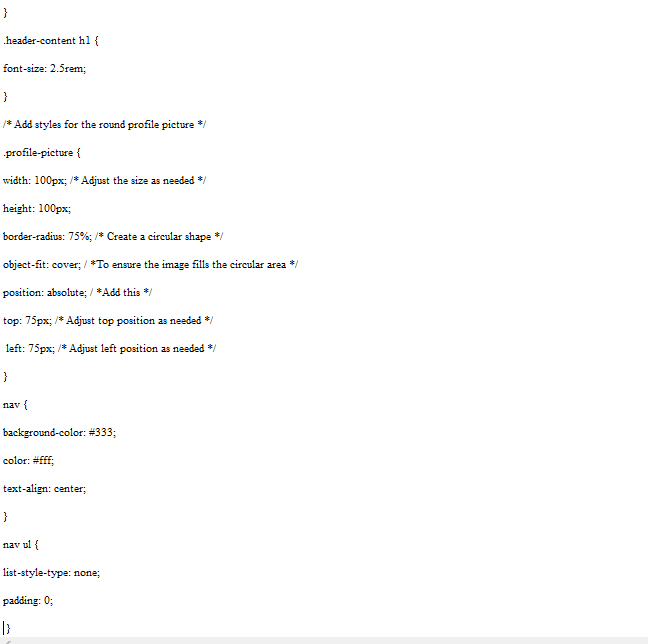 }
.header-content h1 {
font-size: 2.5rem;
}
/* Add styles for the round profile picture */
.profile-picture {
width: 100px; /* Adjust the size as needed */
height: 100px;
border-radius: 75%; /* Create a circular shape */
object-fit: cover; / *To ensure the image fills the circular area */
position: absolute; / *Add this */
top: 75px; /* Adjust top position as needed */
left: 75px; /* Adjust left position as needed */
}
nav {
background-color: #333;
color: #fff;
text-align: center;
}
nav ul {
list-style-type: none;
padding: 0;
}